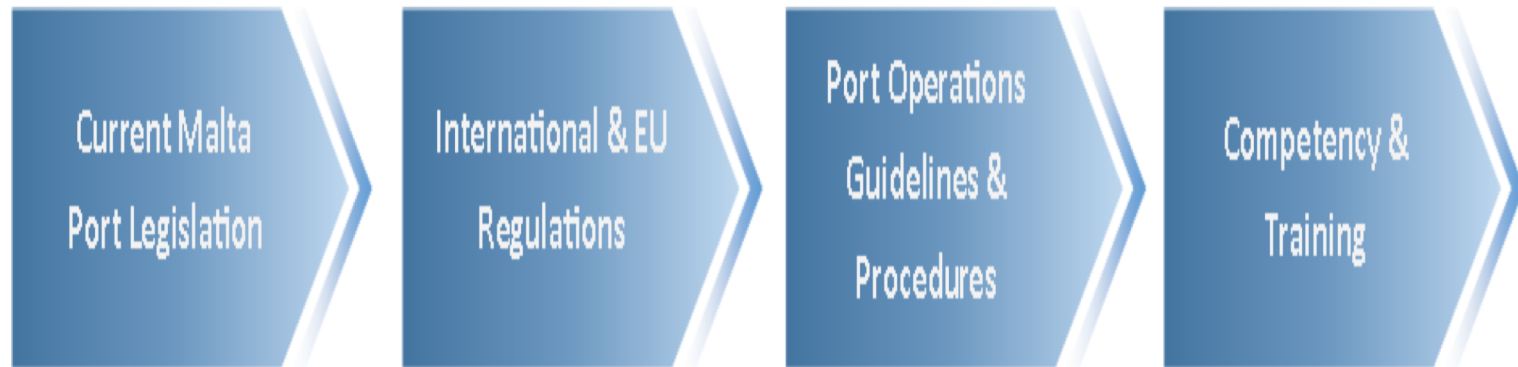 Current Malta
Port Legislation
International & EU
Regulations
Port Operations
Guidelines &
Procedures
Competency &
Training